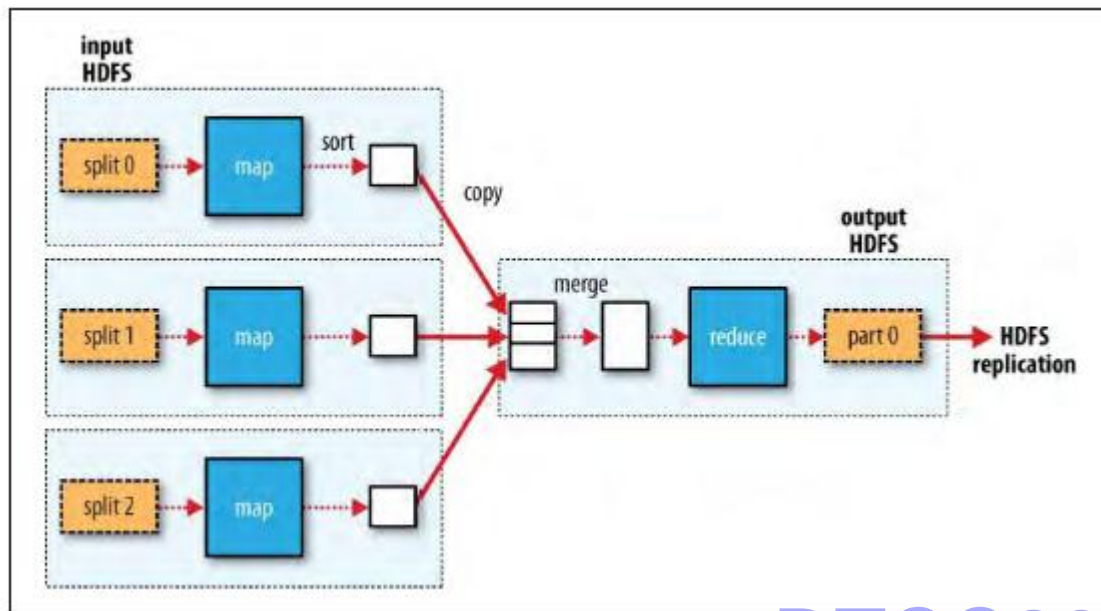 input
HDFS
split 0
map
sort
copy
split 1
map
merge
output
HDFS
reduce
part 0
HDFS
replication
split 2
map